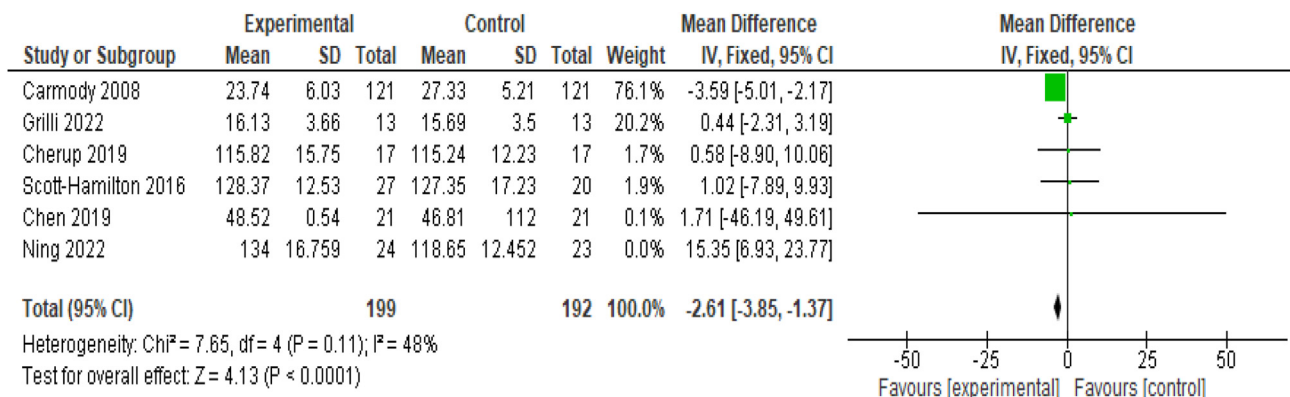 Experimental Control Mean Difference Mean Difference
Study or Subgroup Mean SD Total Mean SD Total Weight IV, Fixed, 95% CI IV, Fixed, 95% CI
Carmody 2008 23.74 6.03 121 27.33 5.21 121 76.1% -3.59 [-5.01, -2.17]
Grilli 2022 16.13 3.66 13 15.69 3.5 13 20.2% 0.44 [-2.31, 3.19]
Cherup 2019 115.82 15.75 17 115.24 12.23 17 1.7% 0.58 [-8.90, 10.06]
Scott-Hamilton 2016 128.37 12.53 27 127.35 17.23 20 1.9% 1.02 [-7.89, 9.93]
Chen 2019 48.52 0.54 21 46.81 112 21 0.1% 1.71 [-46.19, 49.61]
Ning 2022 134 16.759 24 118.65 12.452 23 0.0% 15.35 [6.93, 23.77]
Total (95% CI) 199 192 100.0% -2.61 [-3.85, -1.37]
Heterogeneity: Chi² = 7.65, df = 4 (P = 0.11); I² = 48%
Test for overall effect: Z = 4.13 (P < 0.0001)
-50 -25 0 25 50
Favours [experimental] Favours [control]